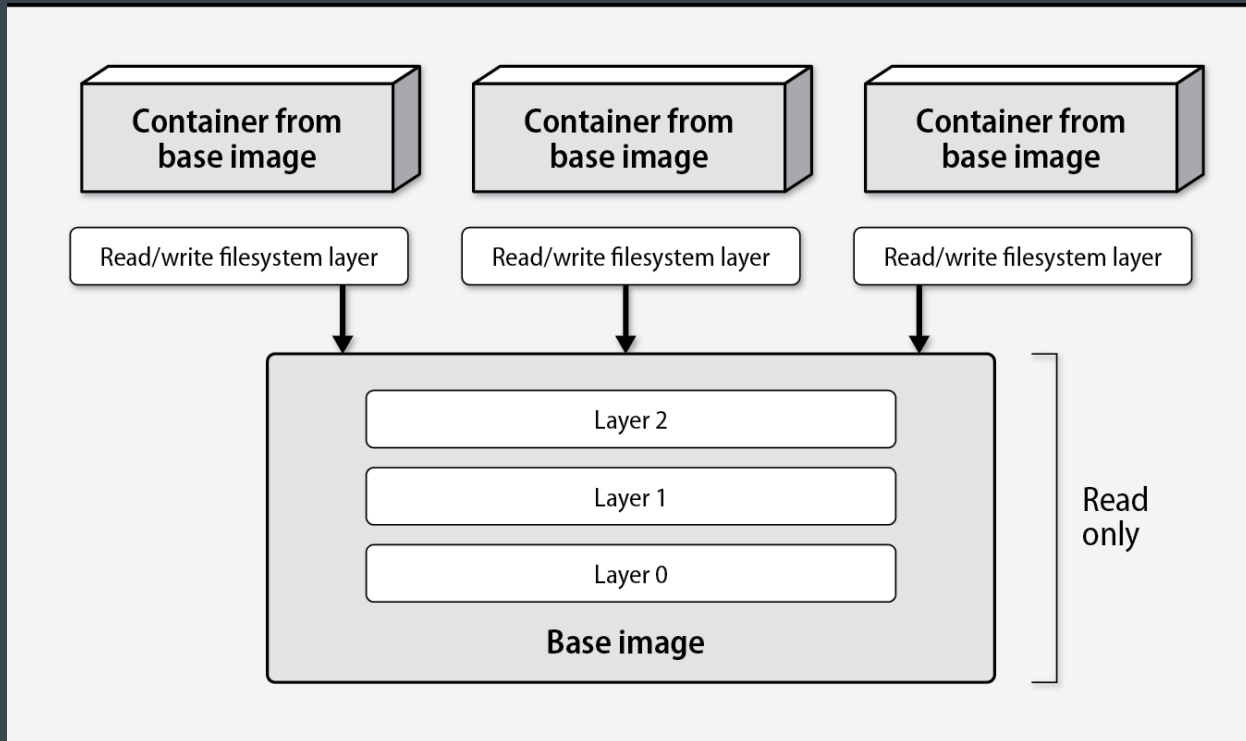 Container from
base image
Container from
base image
Container from
base image
Read/write filesystem layer
Read/write filesystem layer
Read/write filesystem layer
Layer 2
Layer 1
Layer 0
Base image
Read
only